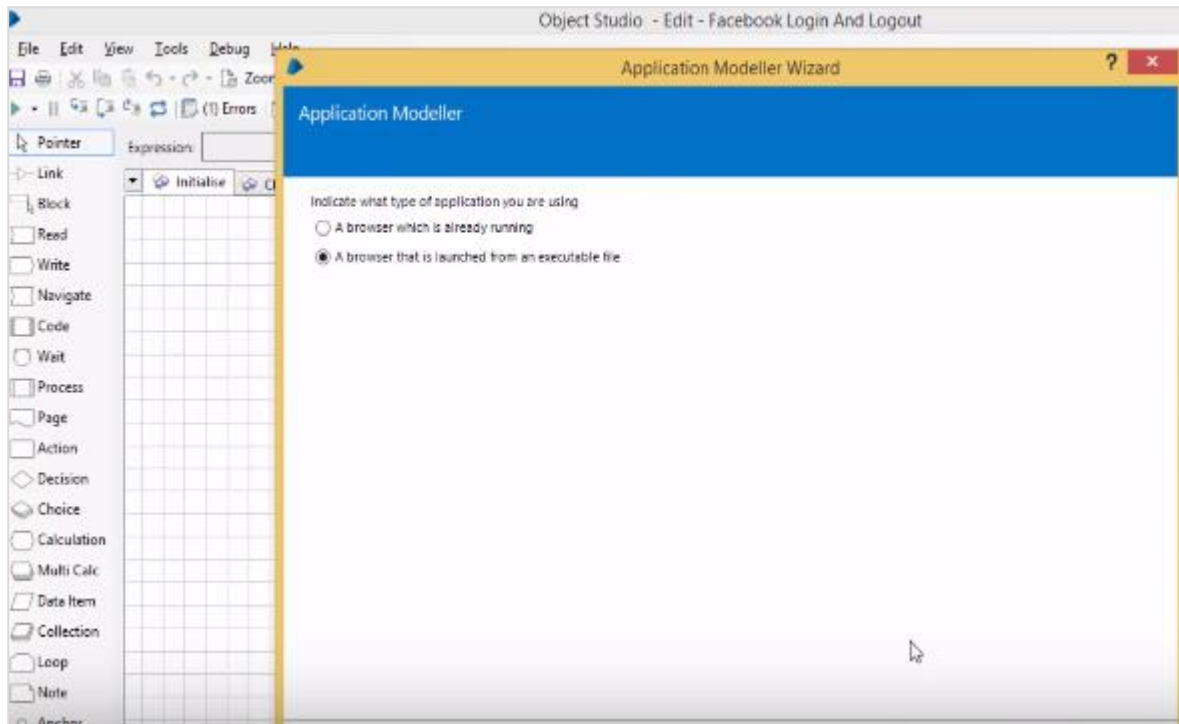 Object Studio - Edit - Facebook Login And Logout
File Edit View Tools Debug
Application Modeller Wizard ?
Zoo
(1) Errors
Application Modeller
Pointer
Expression:
Link
Initialise
Block
Indicate what type of application you are using
Read
A browser which is already running
Write
A browser that is launched from an executable file
Navigate
Code
Wait
Process
Page
Action
Decision
Choice
Calculation
Multi Calc
Data Item
Collection
Loop
Note
Anchor